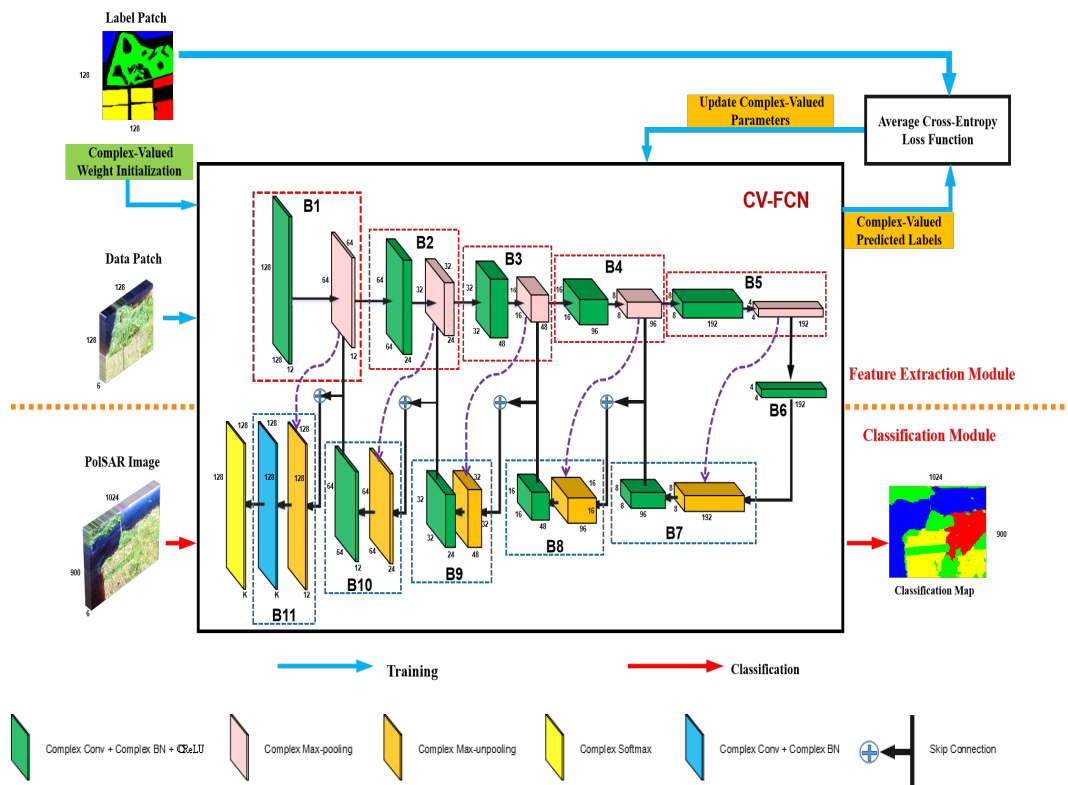 Label Patch
128
128
Update Complex-Valued
Parameters
Average Cross-Entropy
Loss Function
Complex-Valued
Weight Initialization
CV-FCN
Complex-Valued
Predicted Labels
Data Patch
128
128
6
B1
128
128
12
64
64
12
B2
64
24
32
32
24
B3
32
32
48
16
16
48
B4
16
16
96
8
8
96
B5
8
8
192
4
4
192
4
4
192
B6
Feature Extraction Module
Classification Module
PolSAR Image
1024
900
6
128
K
128
128
K
128
128
12
B11
64
64
12
64
64
24
B10
32
32
24
32
32
48
B9
16
16
48
16
16
96
B8
8
8
96
8
8
192
B7
1024
900
Classification Map
Training
Classification
Complex Conv + Complex BN + CReLU
Complex Max-pooling
Complex Max-unpooling
Complex Softmax
Complex Conv + Complex BN
Skip Connection